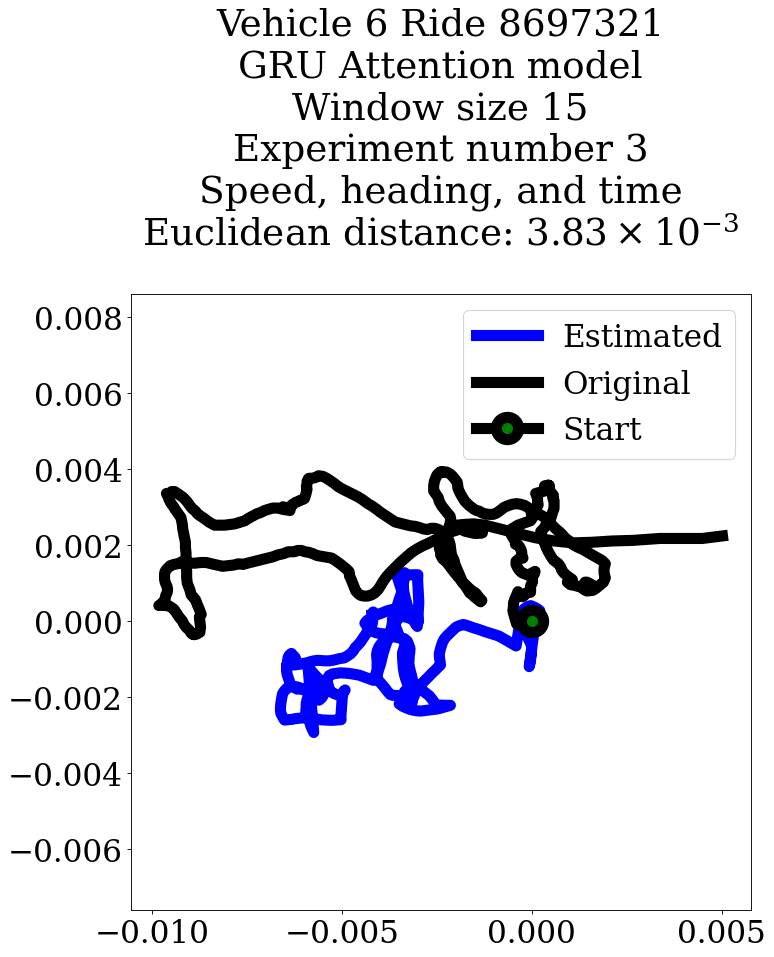 Vehicle 6 Ride 8697321
GRU Attention model
Window size 15
Experiment number 3
Speed, heading, and time
Euclidean distance: 3.83 × 10⁻³
Estimated
Original
Start
0.008
0.006
0.004
0.002
0.000
−0.002
−0.004
−0.006
−0.010 −0.005 0.000 0.005